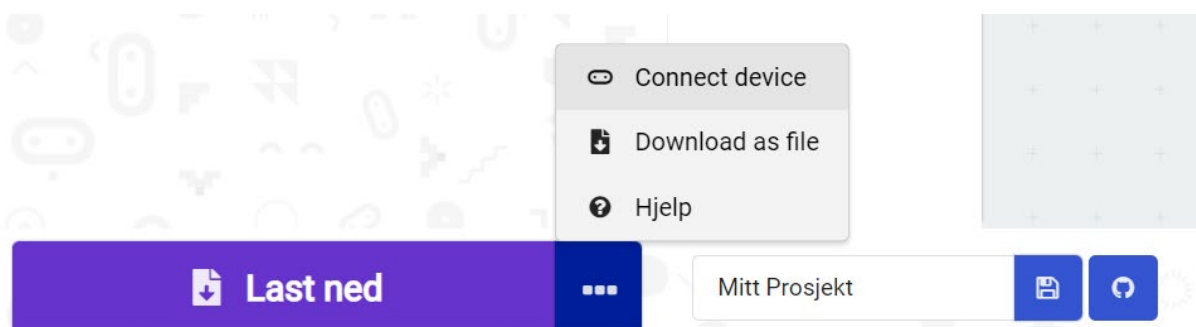 Connect device
Download as file
Hjelp
Last ned
Mitt Prosjekt